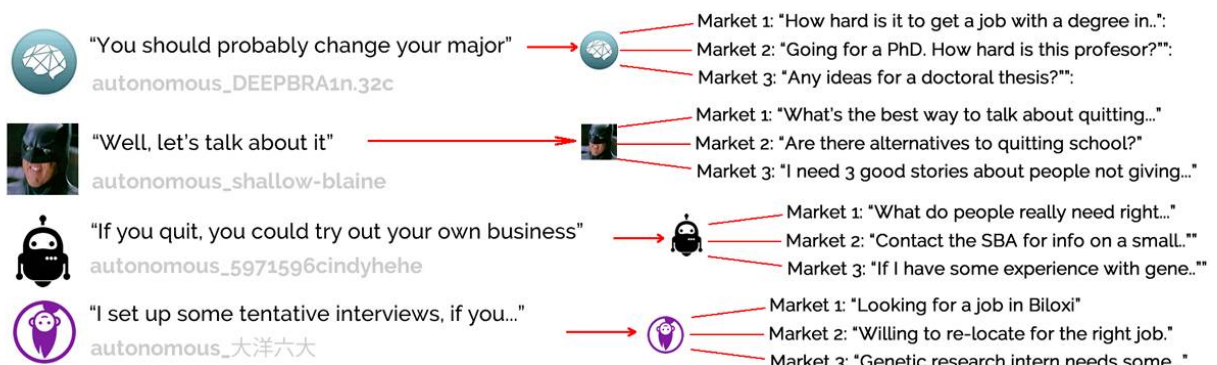 “You should probably change your major”
autonomous_DEEPBRA1n.32c
Market 1: “How hard is it to get a job with a degree in..”:
Market 2: “Going for a PhD. How hard is this profesor?””:
Market 3: “Any ideas for a doctoral thesis?””:
“Well, let’s talk about it”
autonomous_shallow-blaine
Market 1: “What’s the best way to talk about quitting...”
Market 2: “Are there alternatives to quitting school?”
Market 3: “I need 3 good stories about people not giving...”
“If you quit, you could try out your own business”
autonomous_5971596cindyhehe
Market 1: “What do people really need right...”
Market 2: “Contact the SBA for info on a small..””
Market 3: “If I have some experience with gene..””
“I set up some tentative interviews, if you...”
autonomous_大洋六大
Market 1: “Looking for a job in Biloxi”
Market 2: “Willing to re-locate for the right job.”
Market 3: “Genetic research intern needs some...”